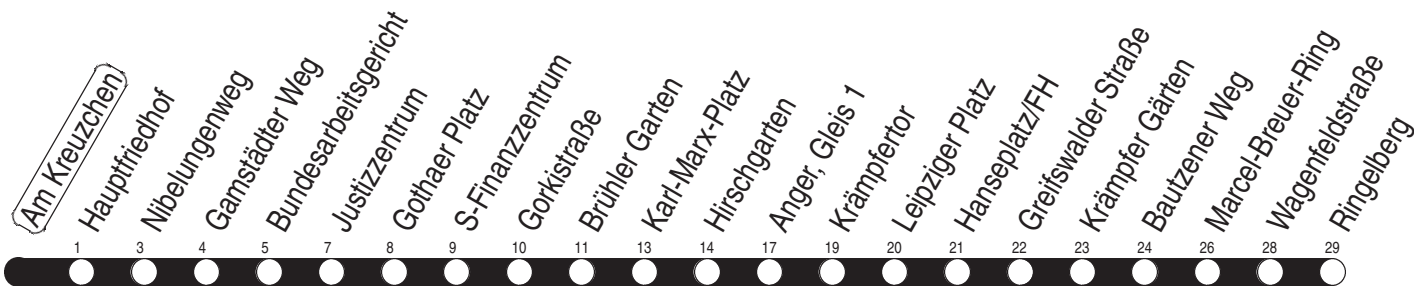 Am Kreuzchen
Hauptfriedhof
Nibelungenweg
Gamstädter Weg
Bundesarbeitsgericht
Justizzentrum
Gothaer Platz
S-Finanzzentrum
Gorkistraße
Brühler Garten
Karl-Marx-Platz
Hirschgarten
Anger, Gleis 1
Krämpfertor
Leipziger Platz
Hanseplatz/FH
Greifswalder Straße
Krämpfer Gärten
Bautzener Weg
Marcel-Breuer-Ring
Wagenfeldstraße
Ringelberg
1 3 4 5 7 8 9 10 11 13 14 17 19 20 21 22 23 24 26 28 29